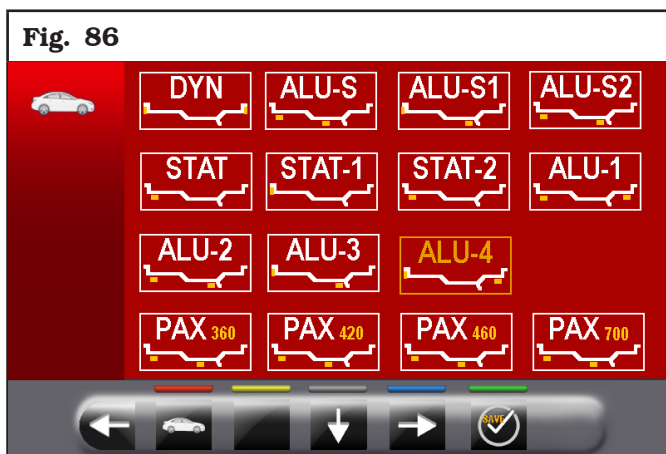 Fig. 86
DYN ALU-S ALU-S1 ALU-S2
STAT STAT-1 STAT-2 ALU-1
ALU-2 ALU-3 ALU-4
PAX 360 PAX 420 PAX 460 PAX 700
SAVE